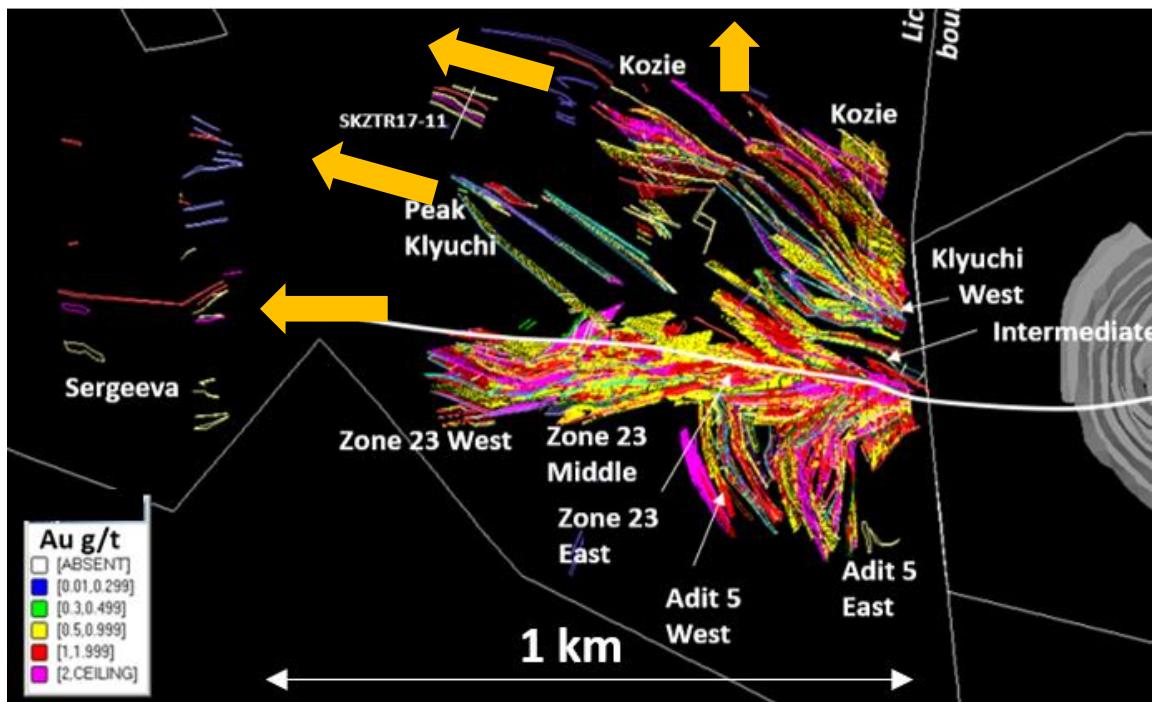 Lic
bou
Kozie
Kozie
SKZTR17-11
Peak
Klyuchi
Klyuchi
West
Intermediate
Sergeeva
Zone 23 West
Zone 23
Middle
Zone 23
East
Adit 5
West
Adit 5
East
1 km
Au g/t
[ABSENT]
[0.01,0.299]
[0.3,0.499]
[0.5,0.999]
[1,1.999]
[2,CEILING]